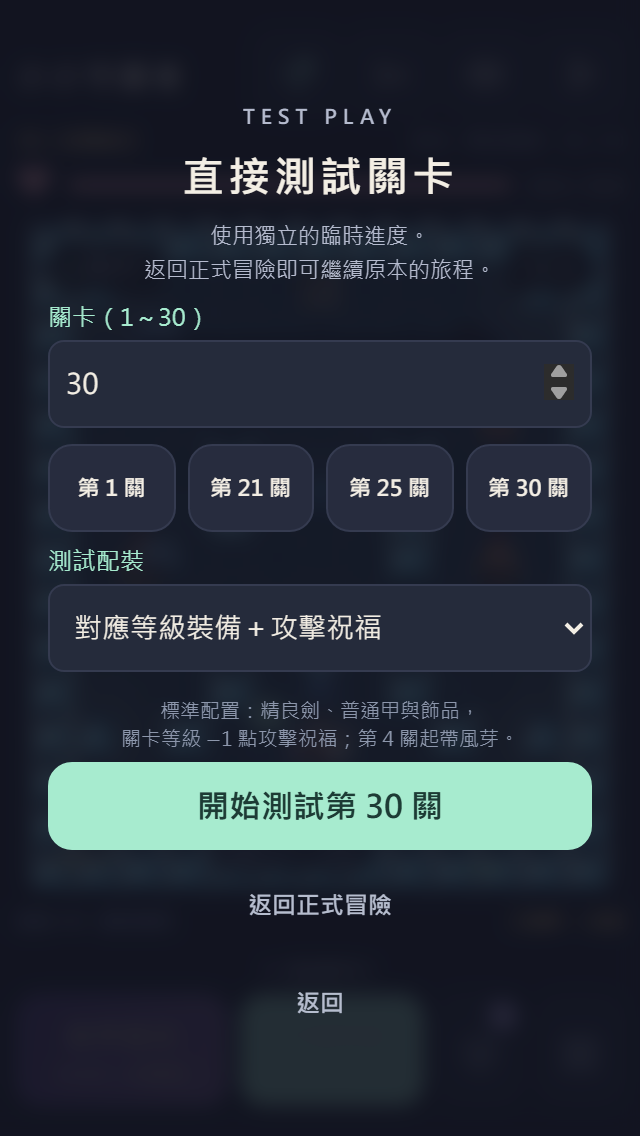 TEST PLAY
直接測試關卡
使用獨立的臨時進度。
返回正式冒險即可繼續原本的旅程。
關卡（1～30）
30
第 1 關
第 21 關
第 25 關
第 30 關
測試配裝
對應等級裝備＋攻擊祝福
標準配置：精良劍、普通甲與飾品，
關卡等級 −1 點攻擊祝福；第 4 關起帶風芽。
開始測試第 30 關
返回正式冒險
返回